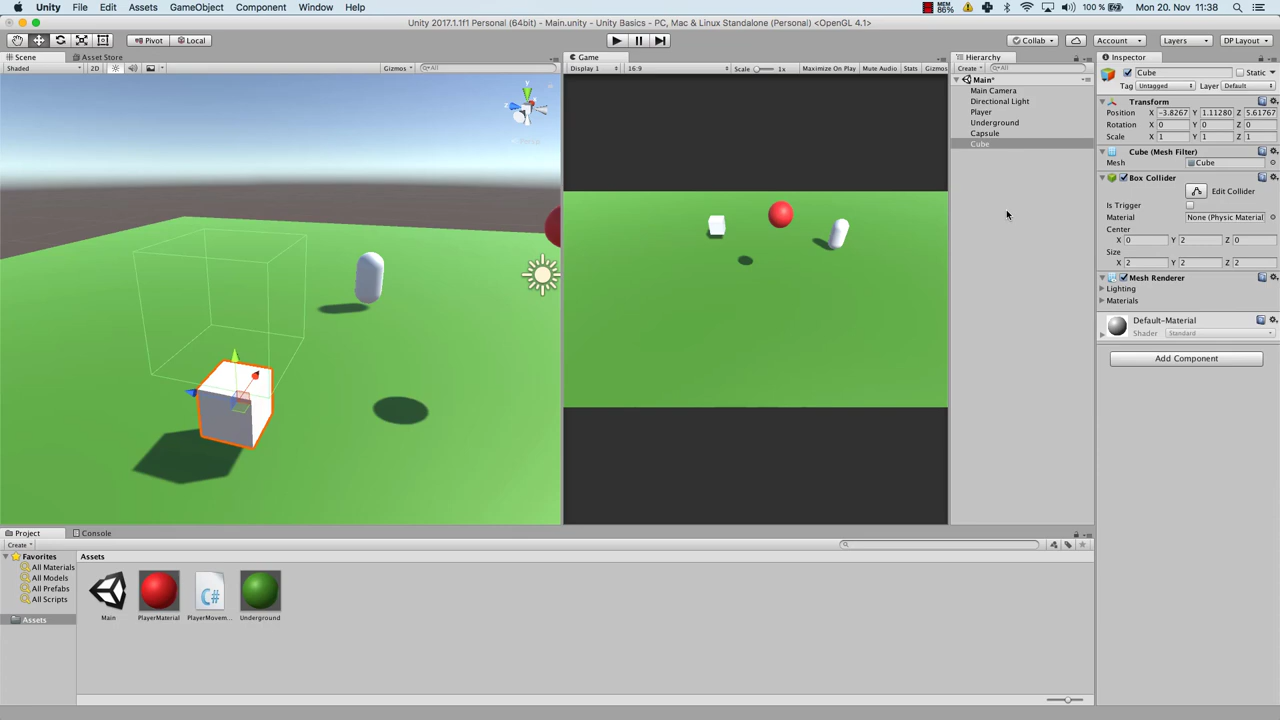 Unity File Edit Assets GameObject Component Window Help MEM 86% 100 % Mon 20. Nov 11:38
Unity 2017.1.1f1 Personal (64bit) - Main.unity - Unity Basics - PC, Mac & Linux Standalone (Personal) <OpenGL 4.1>
Pivot Local Collab Account Layers DP Layout
Scene Asset Store Game Hierarchy Inspector
Shaded 2D Gizmos All Display 1 16:9 Scale 1x Maximize On Play Mute Audio Stats Gizmos Create All
Cube Static
Main*
Tag Untagged Layer Default
Main Camera
Directional Light
Player
Underground
Capsule
Cube
Transform
Position X -3.8267 Y 1.11280 Z 5.61767
Rotation X 0 Y 0 Z 0
Scale X 1 Y 1 Z 1
Cube (Mesh Filter)
Mesh Cube
Box Collider
Edit Collider
Is Trigger
Material None (Physic Material
Center
X 0 Y 2 Z 0
Size
X 2 Y 2 Z 2
Mesh Renderer
Lighting
Materials
Default-Material
Shader Standard
Add Component
Persp
Project Console
Create
Favorites
All Materials
All Models
All Prefabs
All Scripts
Assets
Assets
C#
Main PlayerMaterial PlayerMovem... Underground